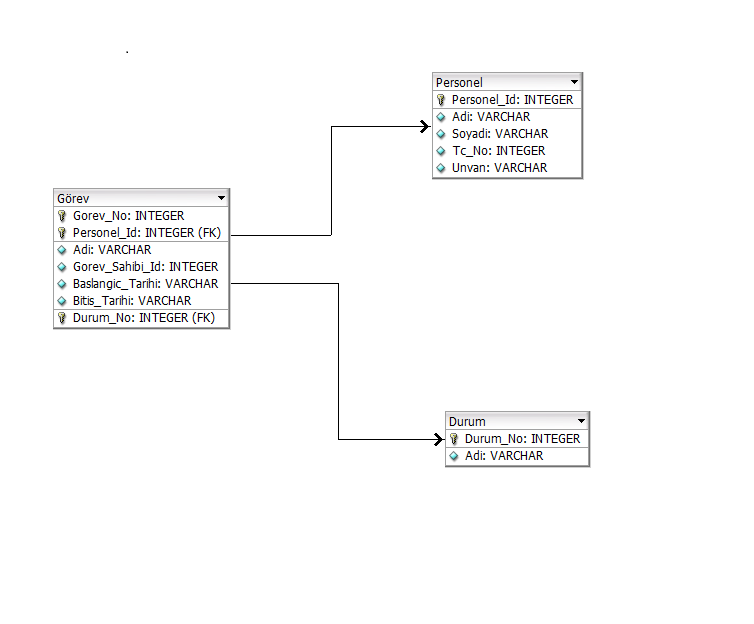 Personel
Personel_Id: INTEGER
Adi: VARCHAR
Soyadi: VARCHAR
Tc_No: INTEGER
Unvan: VARCHAR
Görev
Gorev_No: INTEGER
Personel_Id: INTEGER (FK)
Adi: VARCHAR
Gorev_Sahibi_Id: INTEGER
Baslangic_Tarihi: VARCHAR
Bitis_Tarihi: VARCHAR
Durum_No: INTEGER (FK)
Durum
Durum_No: INTEGER
Adi: VARCHAR